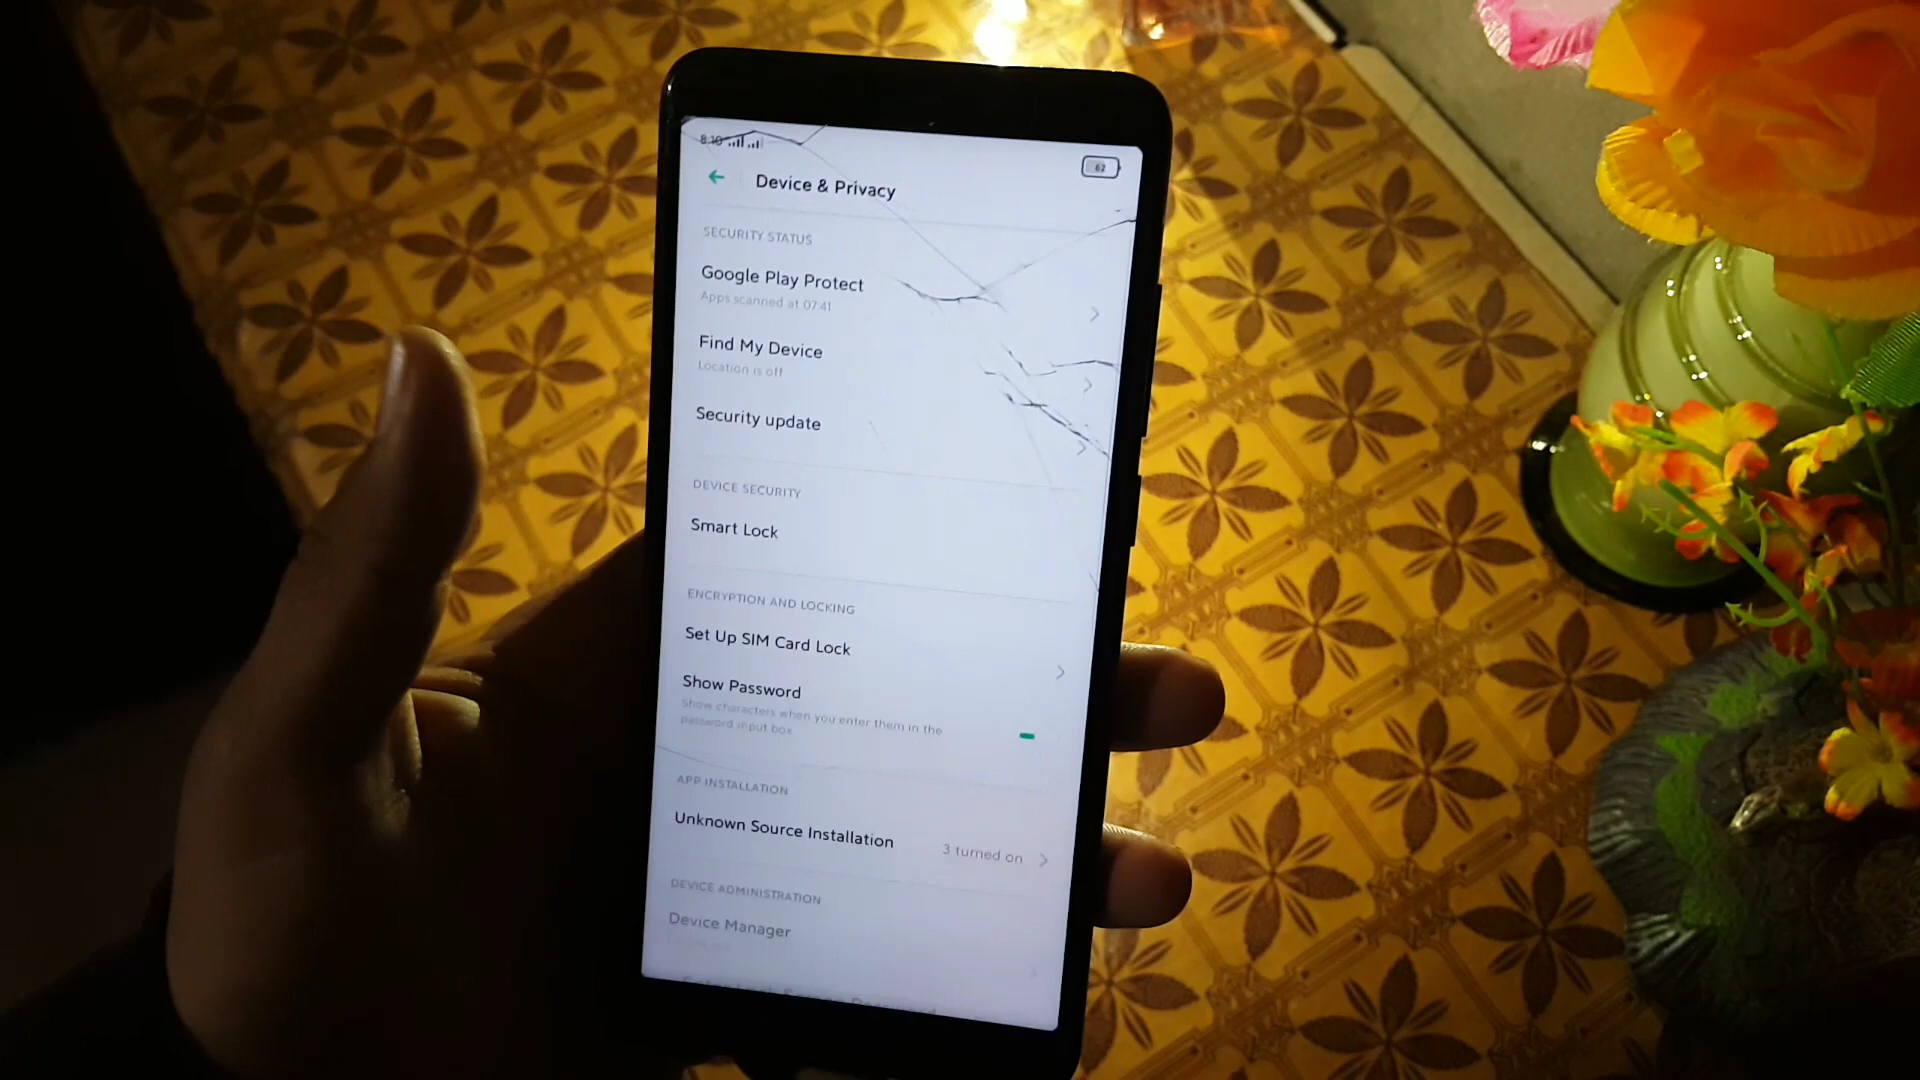 8:10
62
Device & Privacy
SECURITY STATUS
Google Play Protect
Apps scanned at 07:41
Find My Device
Location is off
Security update
DEVICE SECURITY
Smart Lock
ENCRYPTION AND LOCKING
Set Up SIM Card Lock
Show Password
Show characters when you enter them in the
password input box
APP INSTALLATION
Unknown Source Installation
3 turned on
DEVICE ADMINISTRATION
Device Manager